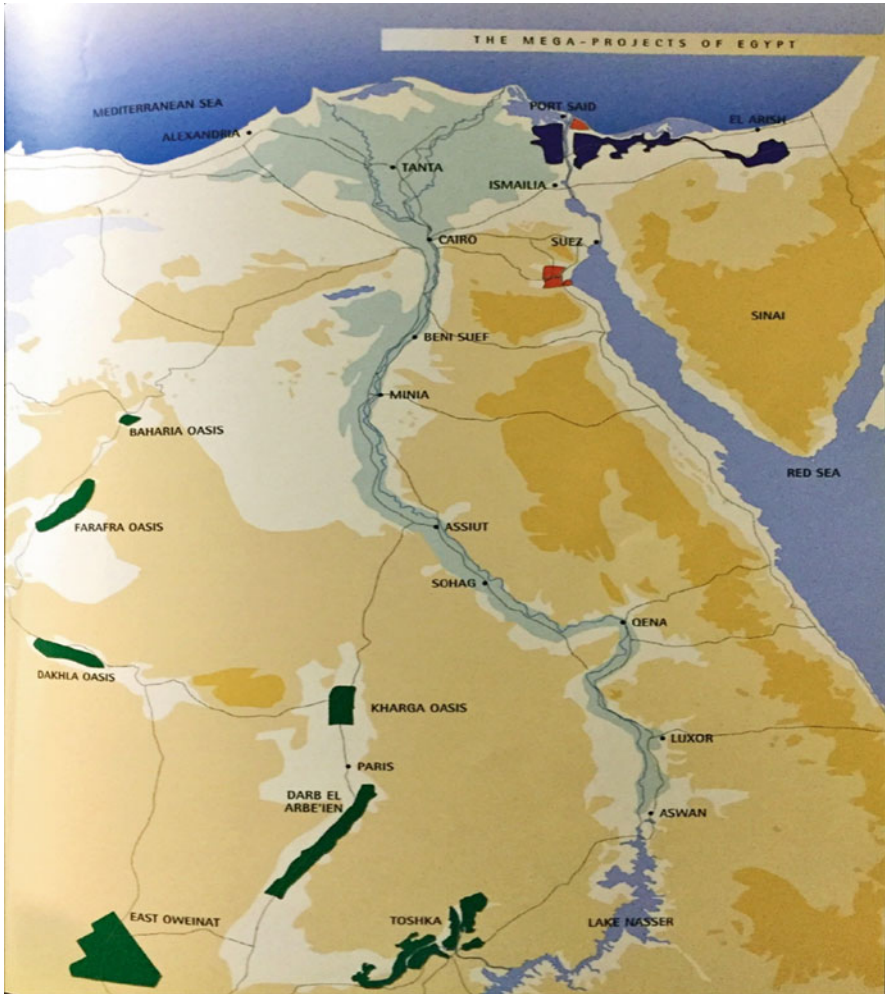 THE MEGA-PROJECTS OF EGYPT
MEDITERRANEAN SEA
PORT SAID
ALEXANDRIA
EL ARISH
TANTA
ISMAILIA
CAIRO
SUEZ
SINAI
BENI SUEF
MINIA
BAHARIA OASIS
RED SEA
FARAFRA OASIS
ASSIUT
SOHAG
QENA
DAKHLA OASIS
KHARGA OASIS
LUXOR
PARIS
DARB EL
ARBE'IEN
ASWAN
EAST OWEINAT
TOSHKA
LAKE NASSER